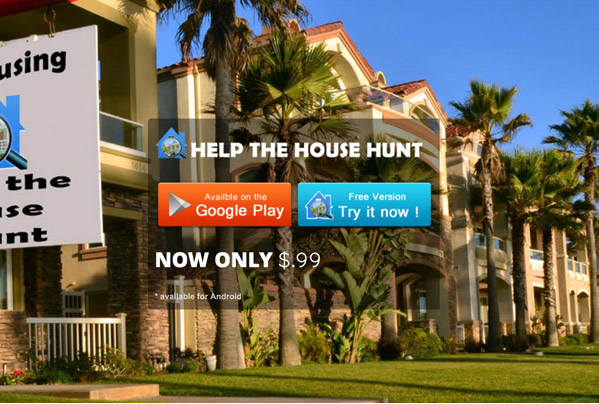 using
the
use
unt
HELP THE HOUSE HUNT
Availble on the
Google Play
Free Version
Try it now !
NOW ONLY $.99
* available for Android